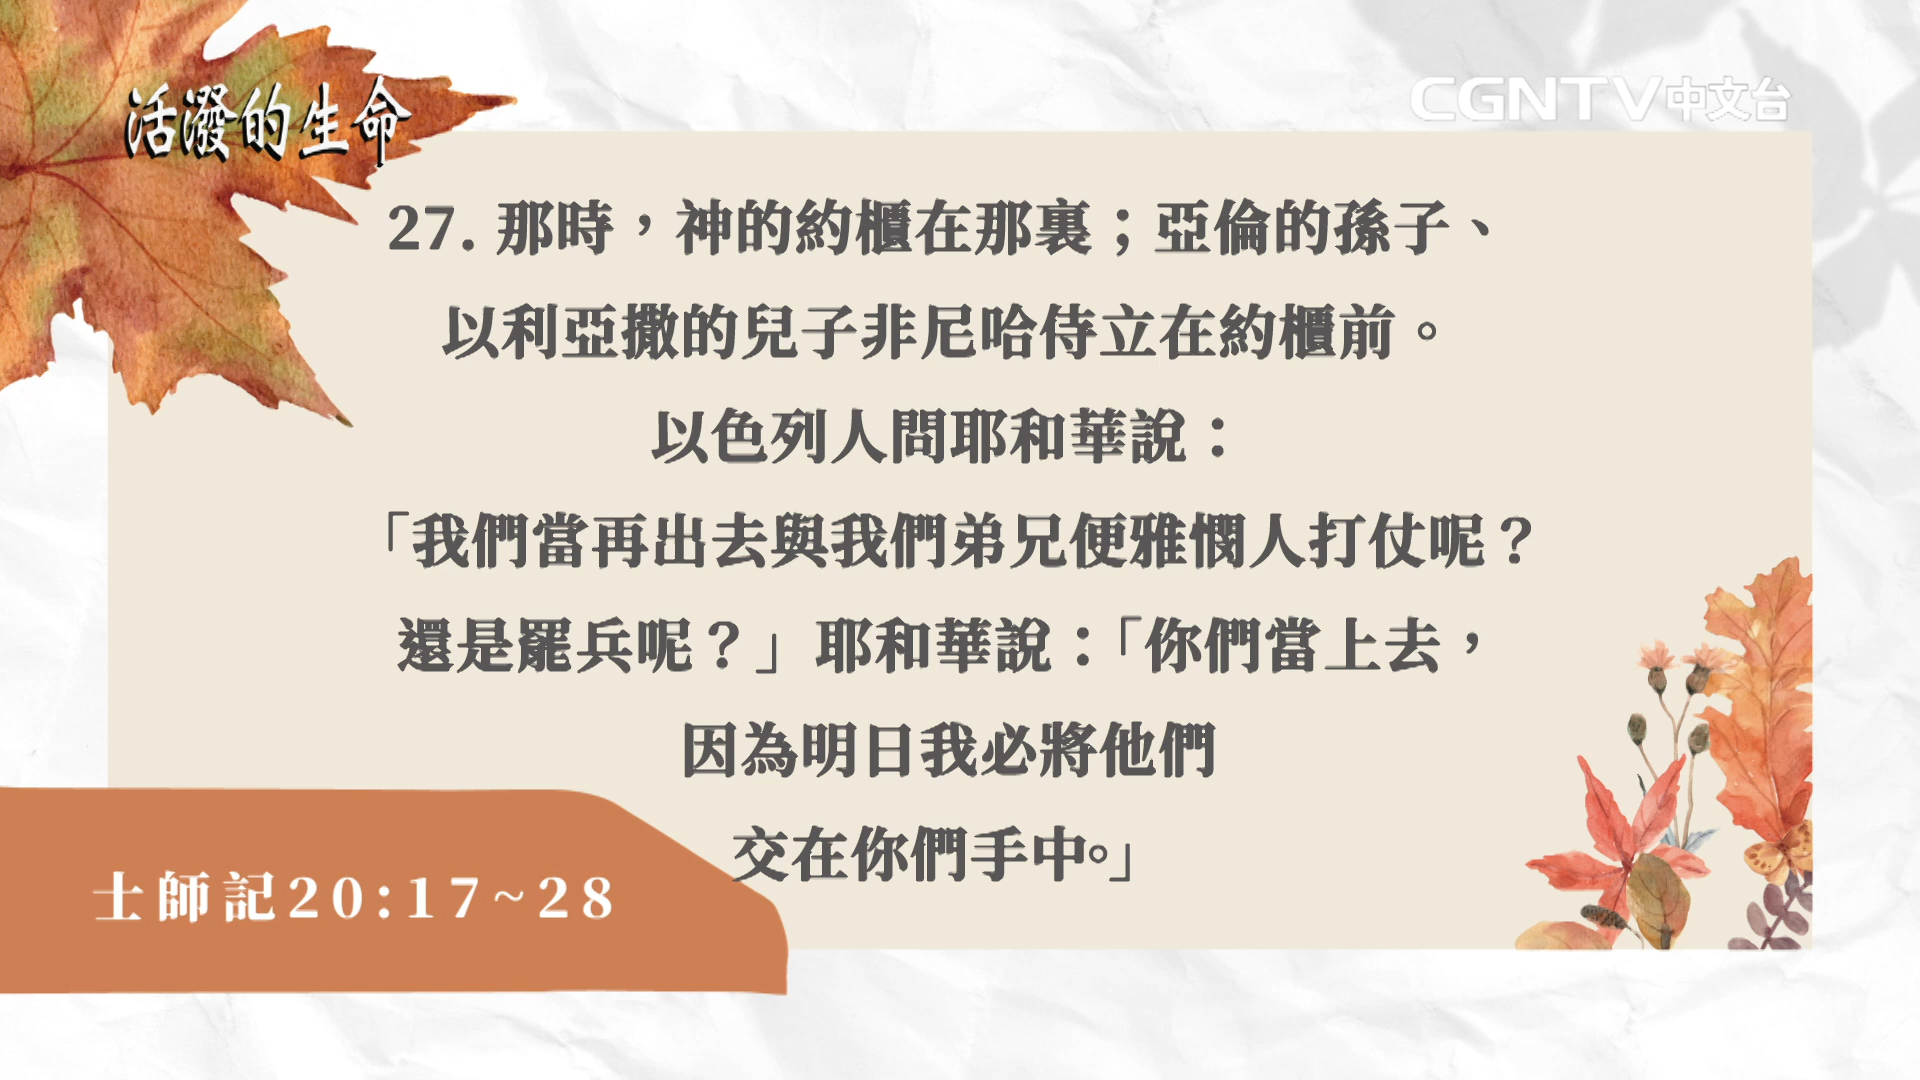 活潑的生命
CGNTV中文台
27. 那時，神的約櫃在那裏；亞倫的孫子、
以利亞撒的兒子非尼哈侍立在約櫃前。
以色列人問耶和華說：
「我們當再出去與我們弟兄便雅憫人打仗呢？
還是罷兵呢？」耶和華說：「你們當上去，
因為明日我必將他們
交在你們手中。」
士師記20:17~28